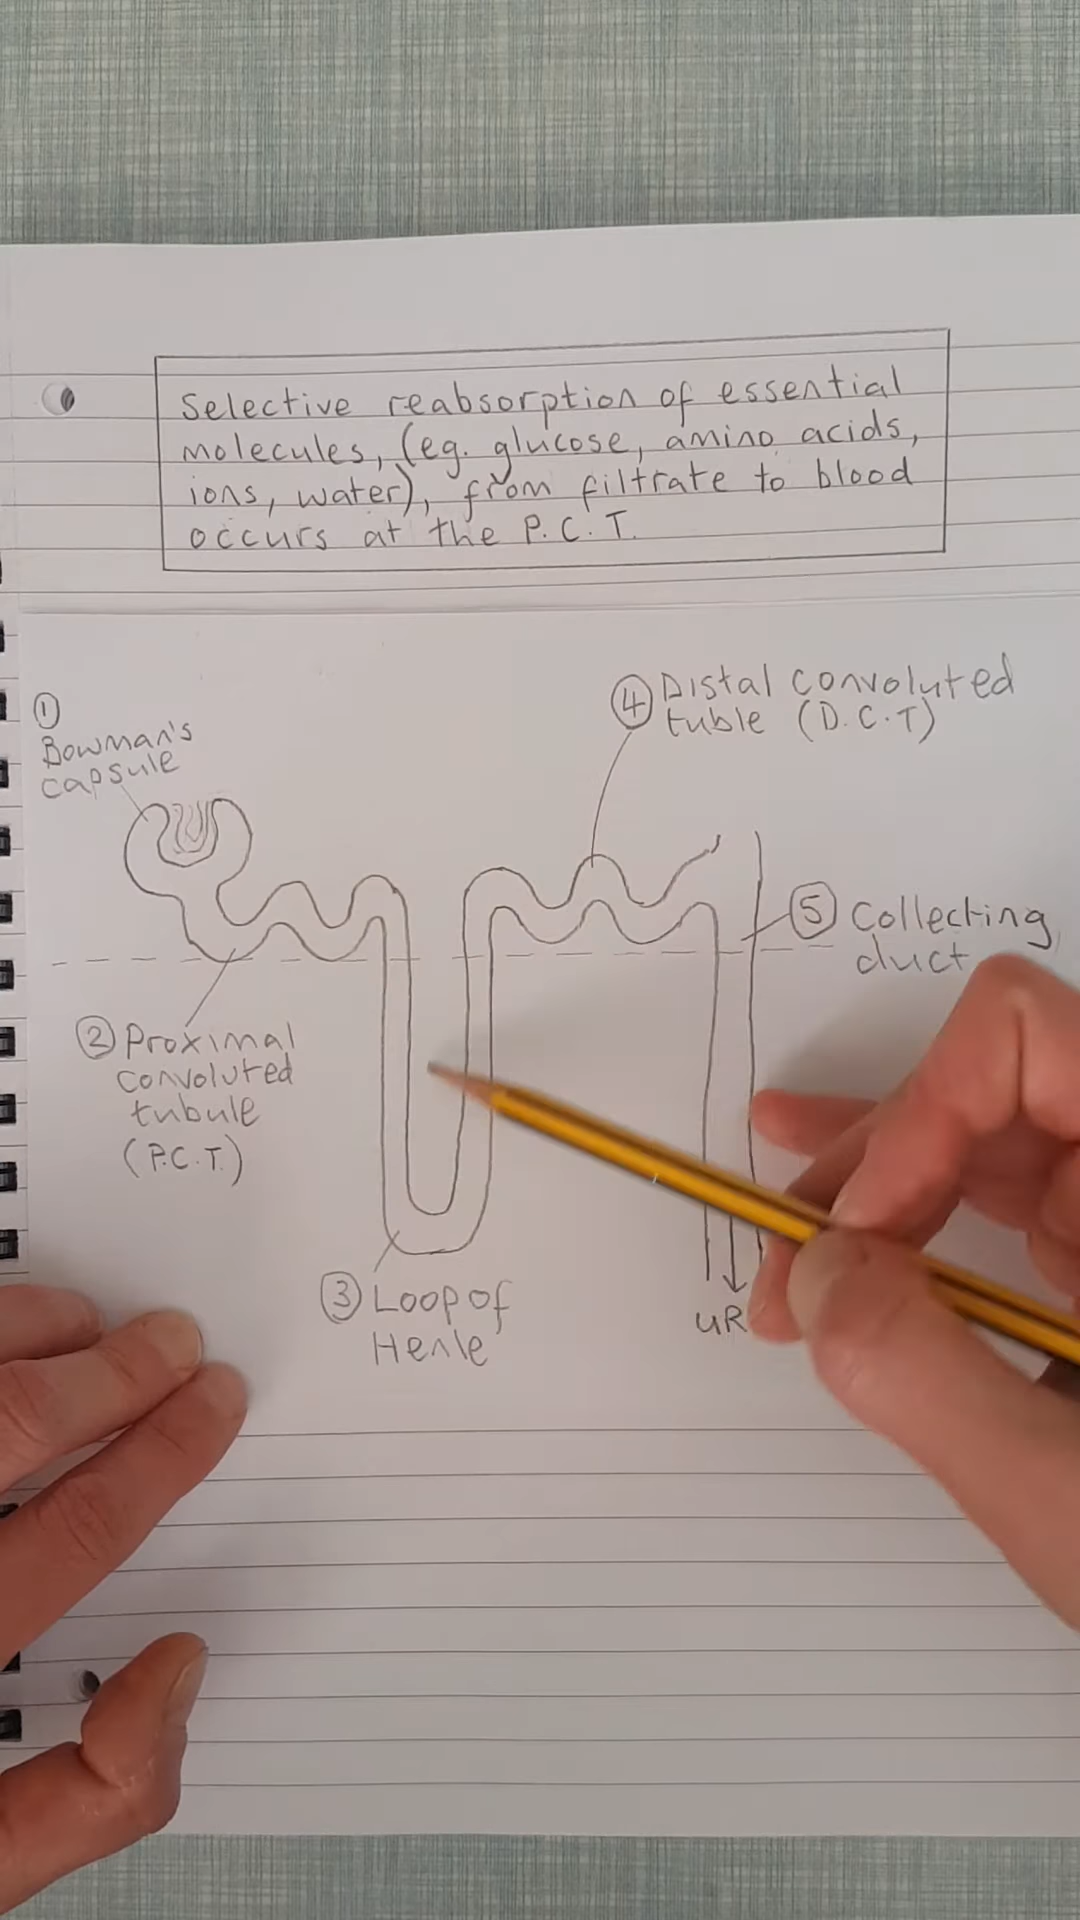 Selective reabsorption of essential
molecules, (eg. glucose, amino acids,
ions, water), from filtrate to blood
occurs at the P.C.T.
① Bowman's
capsule
② Proximal
convoluted
tubule
(P.C.T.)
③ Loop of
Henle
④ Distal convoluted
tuble (D.C.T)
⑤ Collecting
duct
UR